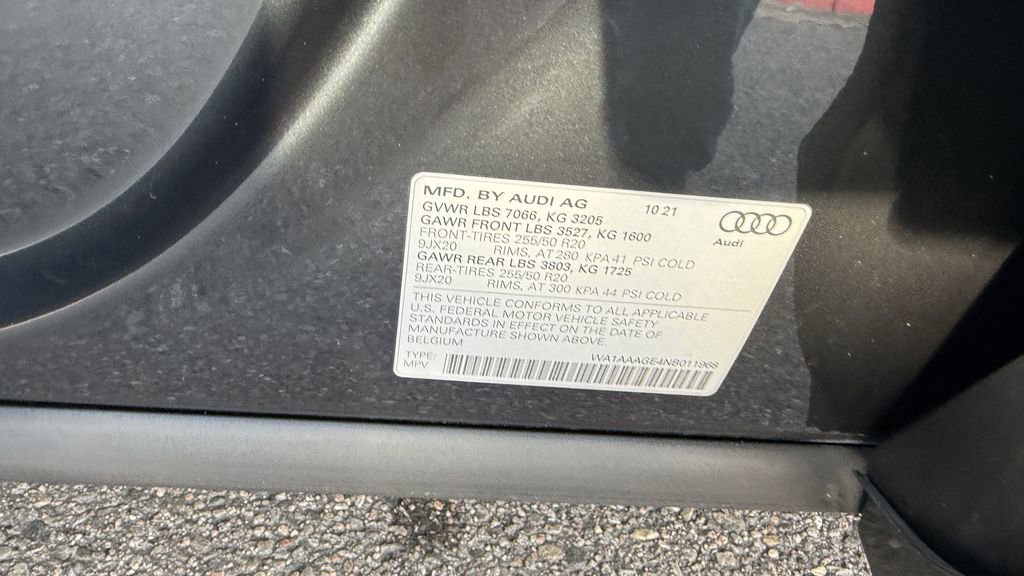 MFD. BY AUDI AG 10 21
GVWR LBS 7066, KG 3205
GAWR FRONT LBS 3527, KG 1600
FRONT-TIRES 255/50 R20
9JX20 RIMS, AT 280 KPA 41 PSI COLD
GAWR REAR LBS 3803, KG 1725
REAR-TIRES 255/50 R20
9JX20 RIMS, AT 300 KPA 44 PSI COLD
Audi
THIS VEHICLE CONFORMS TO ALL APPLICABLE
U.S. FEDERAL MOTOR VEHICLE SAFETY
STANDARDS IN EFFECT ON THE DATE OF
MANUFACTURE SHOWN ABOVE.
BELGIUM
WA1AAAGE4NB011968
TYPE:
MPV